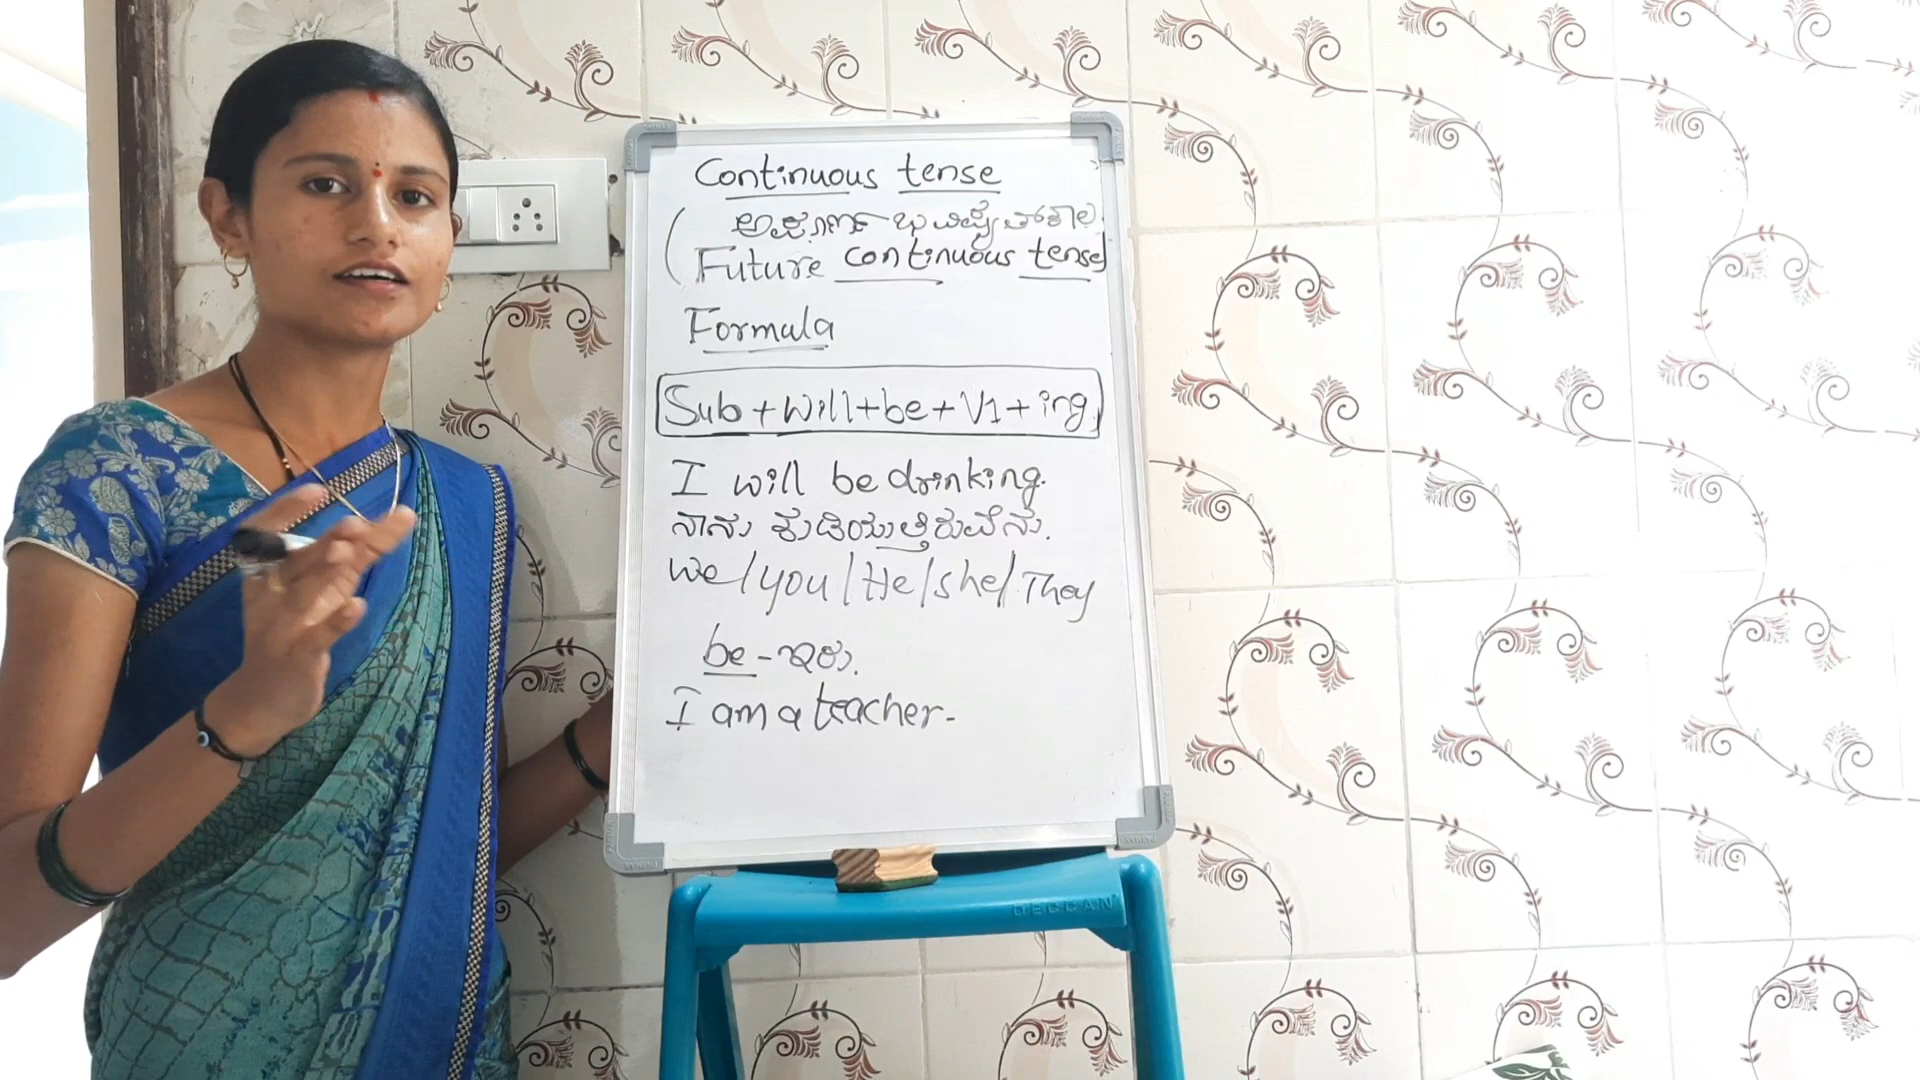 Continuous tense
(ಅಪೂರ್ಣ ಭವಿಷ್ಯತ್ ಕಾಲ
Future continuous tense)
Formula
Sub+Will+be+V1+ing.
I will be drinking.
ನಾನು ಕುಡಿಯುತ್ತಿರುವೆನು.
We/you/He/she/They
be-ಇರು.
I am a teacher.
DECCAN